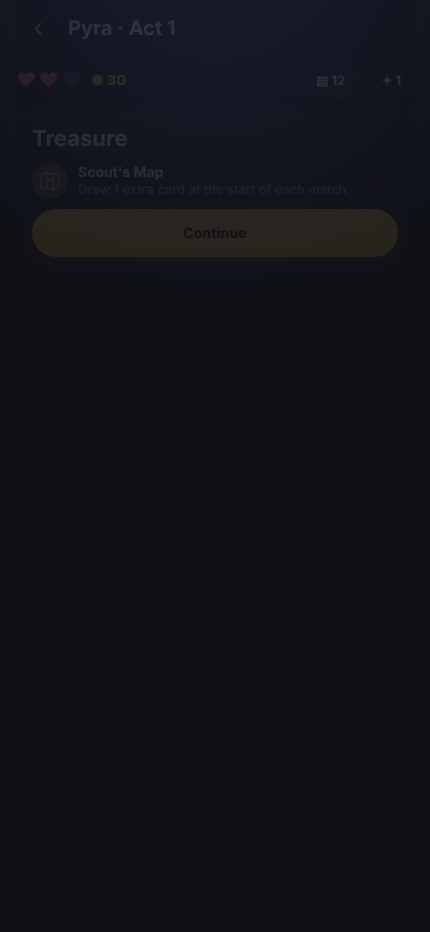 Pyra · Act 1
30
12
1
Treasure
Scout's Map
Draw 1 extra card at the start of each match.
Continue